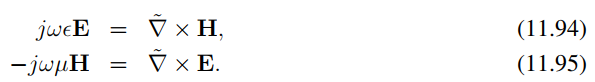 jωϵE = ∇̃ × H, (11.94)
−jωμH = ∇̃ × E. (11.95)